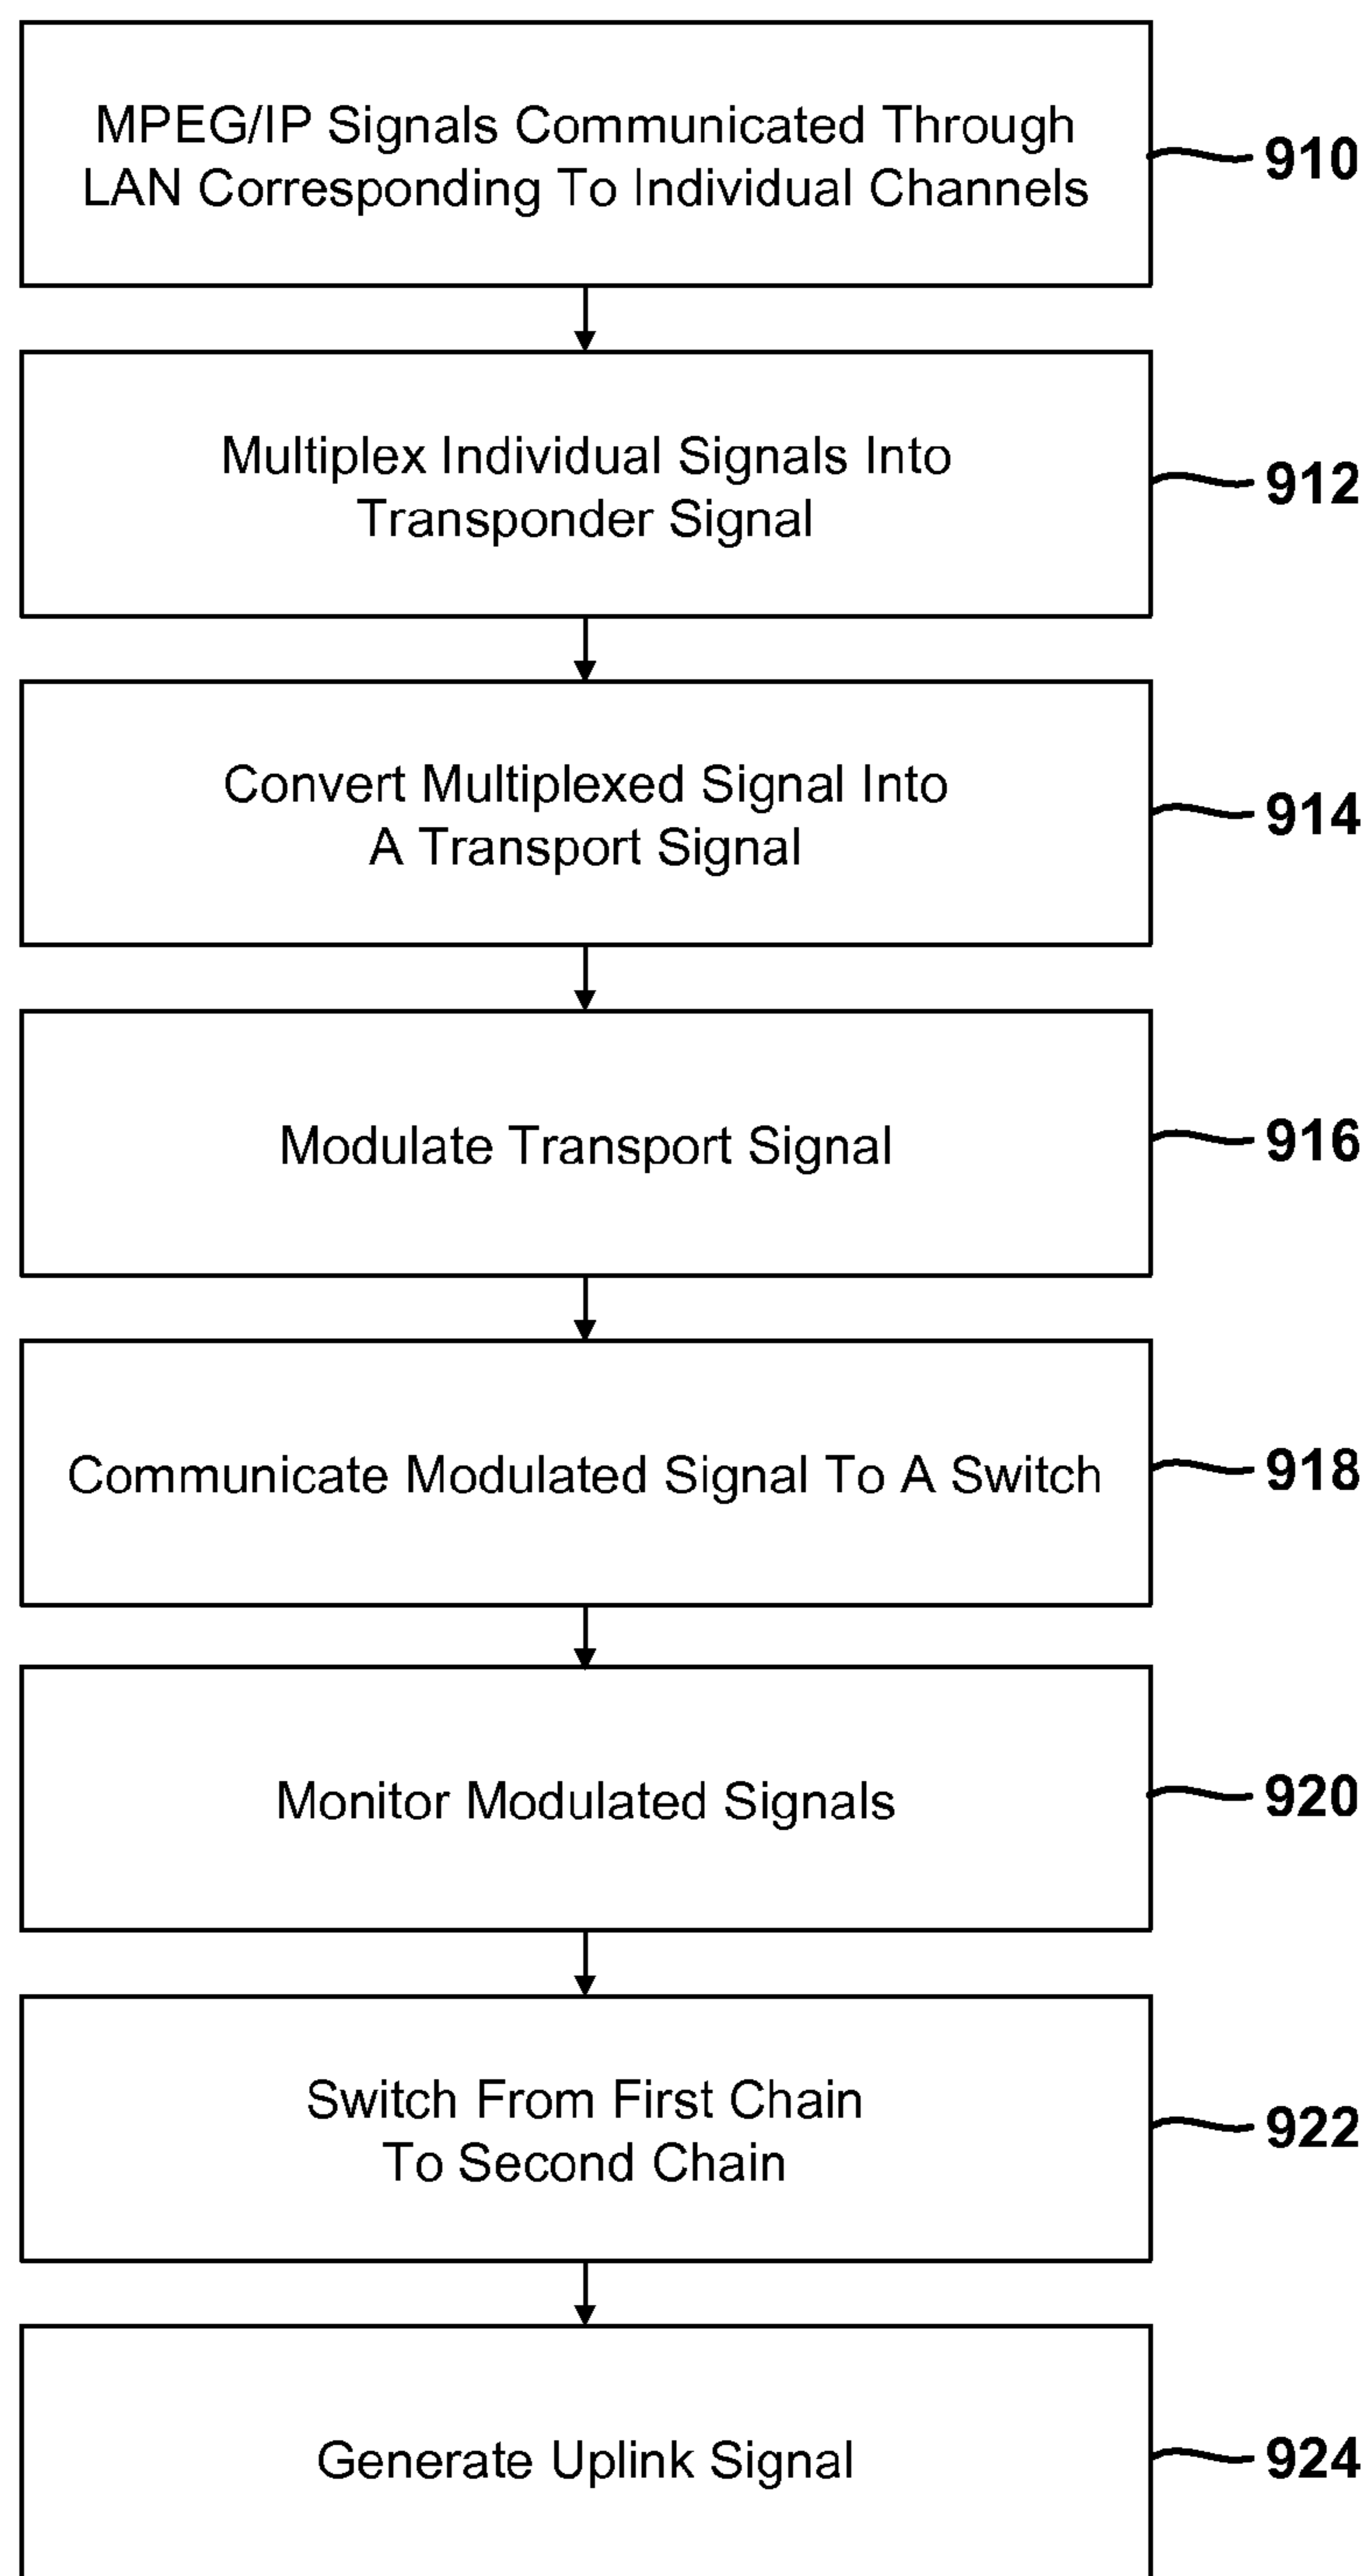 MPEG/IP Signals Communicated Through
LAN Corresponding To Individual Channels
910
Multiplex Individual Signals Into
Transponder Signal
912
Convert Multiplexed Signal Into
A Transport Signal
914
Modulate Transport Signal
916
Communicate Modulated Signal To A Switch
918
Monitor Modulated Signals
920
Switch From First Chain
To Second Chain
922
Generate Uplink Signal
924